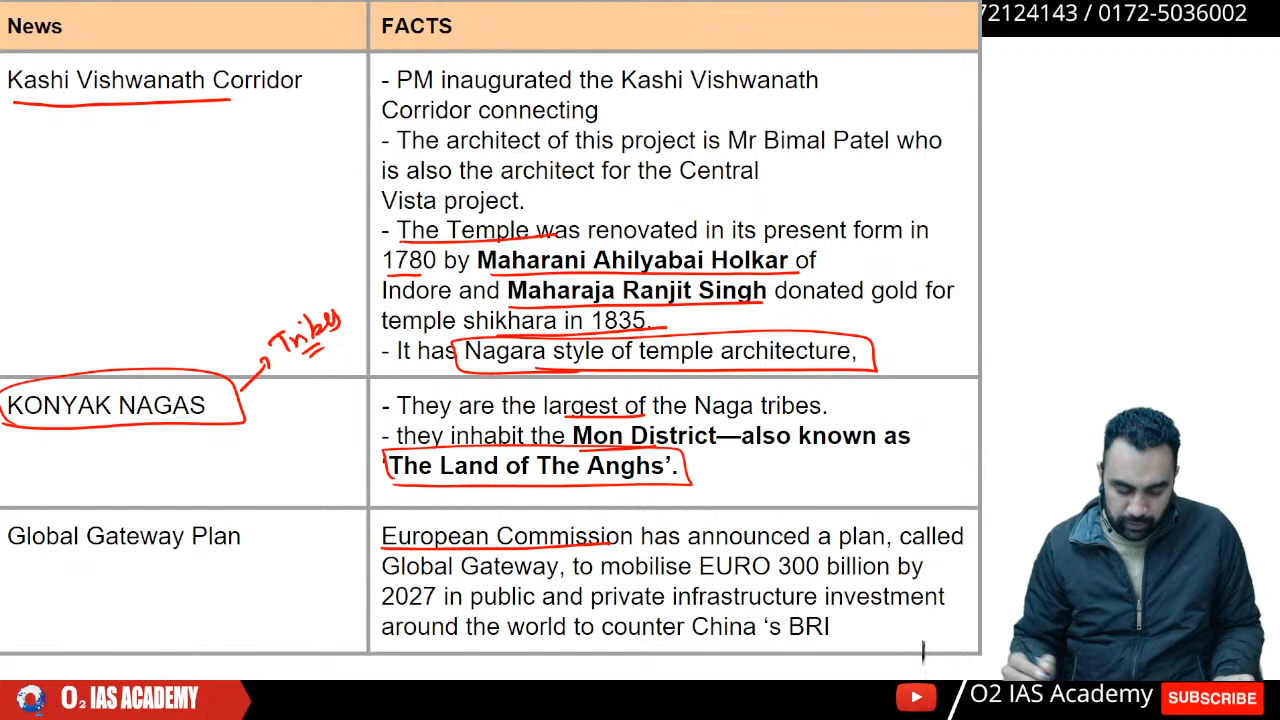 72124143 / 0172-5036002
News
FACTS
Kashi Vishwanath Corridor
- PM inaugurated the Kashi Vishwanath
Corridor connecting
- The architect of this project is Mr Bimal Patel who
is also the architect for the Central
Vista project.
- The Temple was renovated in its present form in
1780 by Maharani Ahilyabai Holkar of
Indore and Maharaja Ranjit Singh donated gold for
temple shikhara in 1835.
- It has Nagara style of temple architecture,
Tribes
KONYAK NAGAS
- They are the largest of the Naga tribes.
- they inhabit the Mon District—also known as
‘The Land of The Anghs’.
Global Gateway Plan
European Commission has announced a plan, called
Global Gateway, to mobilise EURO 300 billion by
2027 in public and private infrastructure investment
around the world to counter China ‘s BRI
O2 IAS ACADEMY
O2 IAS Academy
SUBSCRIBE